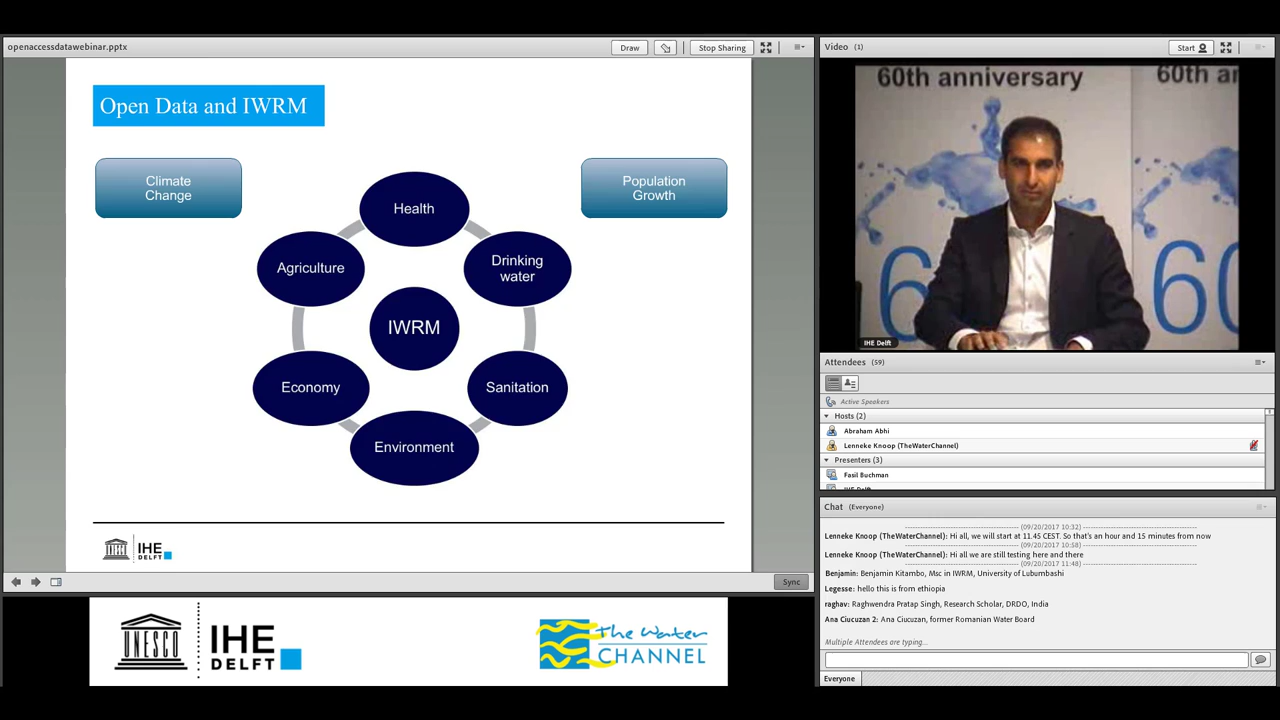 openaccessdatawebinar.pptx
Draw
Stop Sharing
Open Data and IWRM
Climate
Change
Population
Growth
Health
Agriculture
Drinking
water
IWRM
Economy
Sanitation
Environment
IHE
DELFT
Sync
UNESCO
IHE
DELFT
The Water
CHANNEL
Video (1)
Start
60th anniversary
60th an
60
60
IHE Delft
Attendees (59)
Active Speakers
Hosts (2)
Abraham Abhi
Lenneke Knoop (TheWaterChannel)
Presenters (3)
Fasil Buchman
IHE Delft
Chat (Everyone)
(09/20/2017 10:32)
Lenneke Knoop (TheWaterChannel): Hi all, we will start at 11.45 CEST. So that's an hour and 15 minutes from now
(09/20/2017 10:58)
Lenneke Knoop (TheWaterChannel): Hi all we are still testing here and there
(09/20/2017 11:48)
Benjamin: Benjamin Kitambo, Msc in IWRM, University of Lubumbashi
Legesse: hello this is from ethiopia
raghav: Raghwendra Pratap Singh, Research Scholar, DRDO, India
Ana Ciucuzan 2: Ana Ciucuzan, former Romanian Water Board
Multiple Attendees are typing...
Everyone